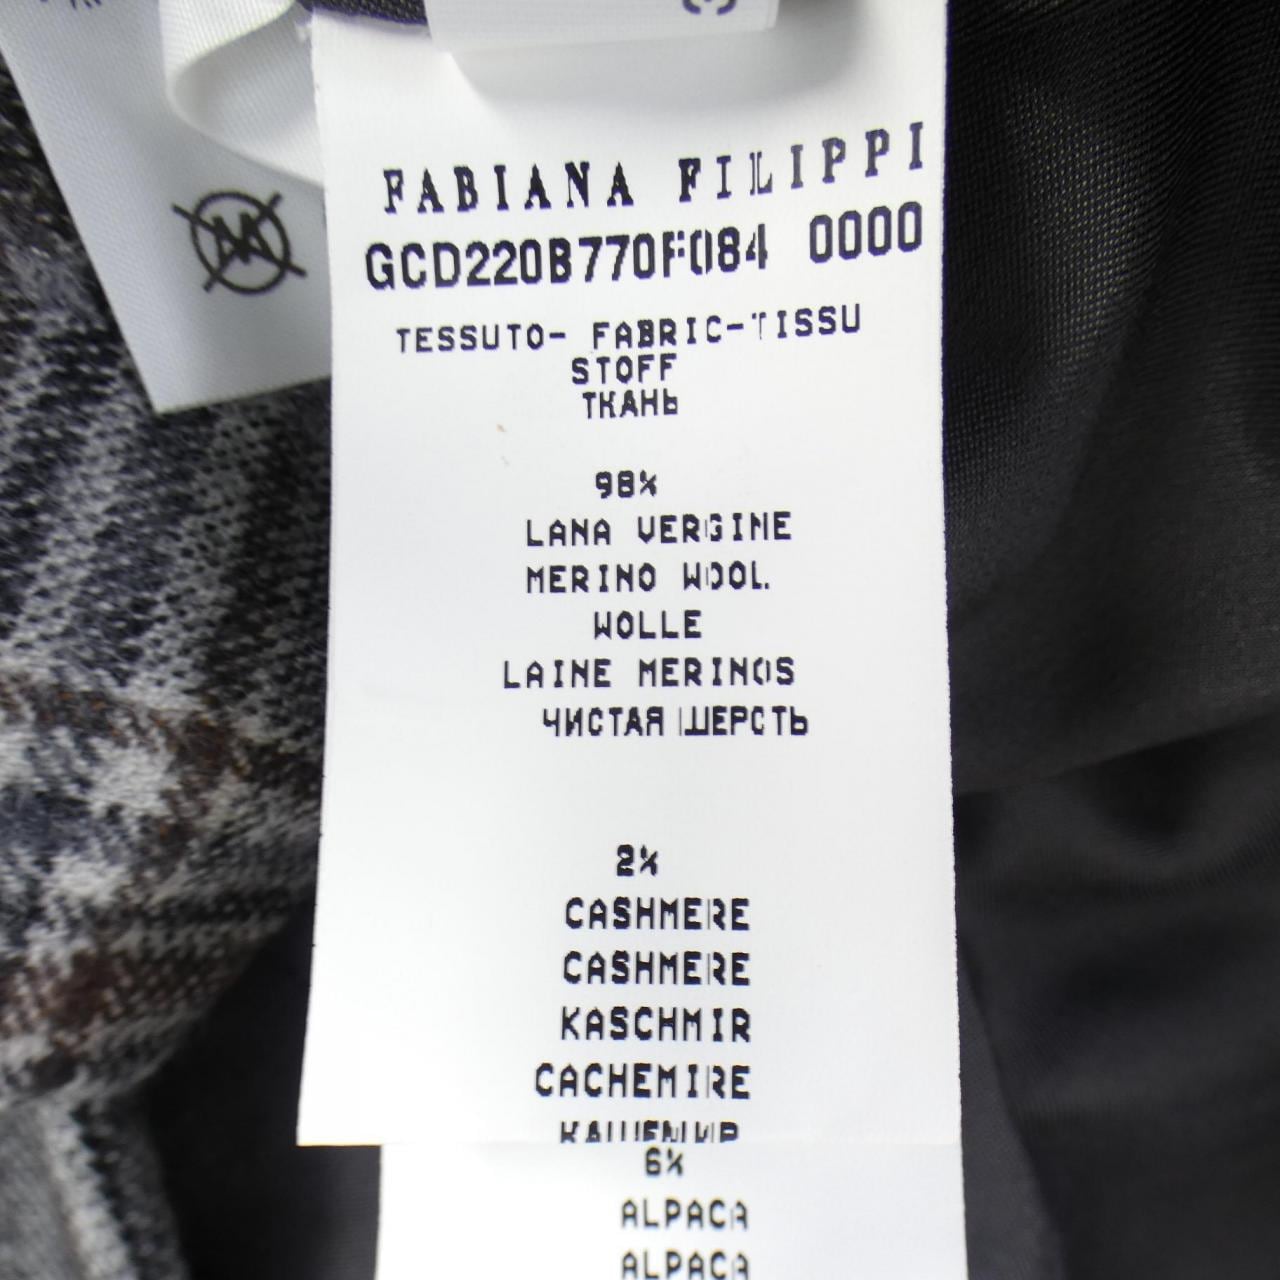 FABIANA FILIPPI
GCD220B770F084 0000
TESSUTO- FABRIC-TISSU
STOFF
ТКАНЬ
98%
LANA VERGINE
MERINO WOOL
WOLLE
LAINE MERINOS
ЧИСТАЯ ШЕРСТЬ
2%
CASHMERE
CASHMERE
KASCHMIR
CACHEMIRE
6%
ALPACA
ALPACA